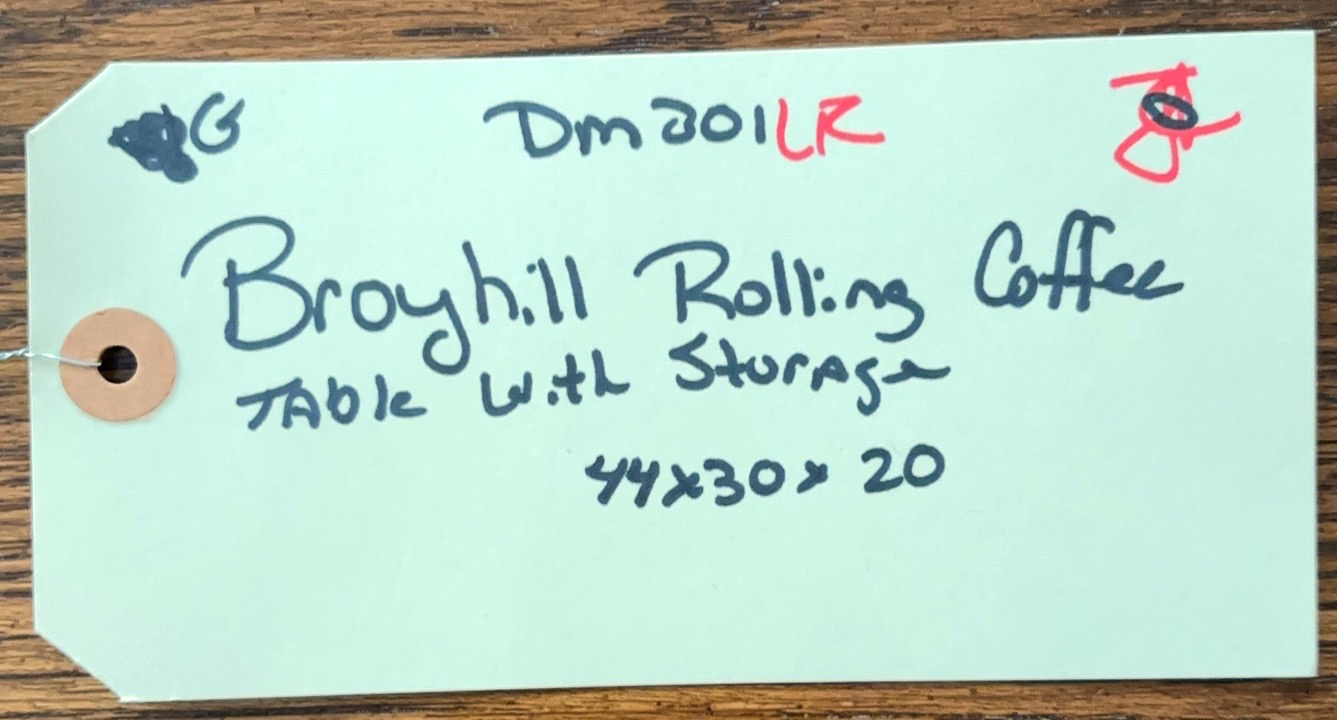 G Dm301LR
Broyhill Rolling Coffee
TAble With StorAge
44x30x20